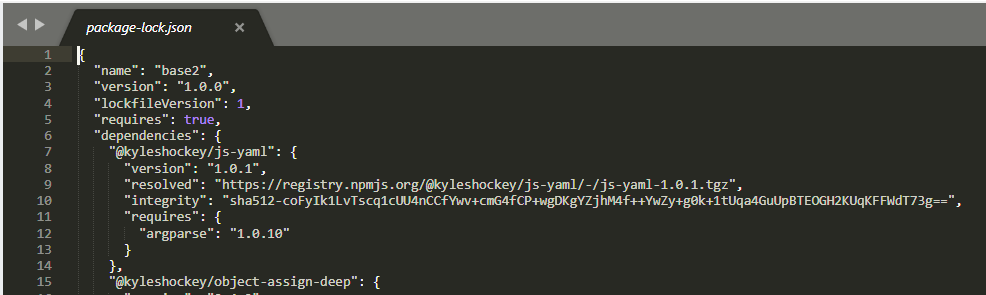 package-lock.json ×
1 {
2 "name": "base2",
3 "version": "1.0.0",
4 "lockfileVersion": 1,
5 "requires": true,
6 "dependencies": {
7 "@kyleshockey/js-yaml": {
8 "version": "1.0.1",
9 "resolved": "https://registry.npmjs.org/@kyleshockey/js-yaml/-/js-yaml-1.0.1.tgz",
10 "integrity": "sha512-coFyIk1LvTscq1cUU4nCCfYwv+cmG4fCP+wgDKgYZjhM4f++YwZy+g0k+1tUqa4GuUpBTEOGH2KUqKFFWdT73g==",
11 "requires": {
12 "argparse": "1.0.10"
13 }
14 },
15 "@kyleshockey/object-assign-deep": {